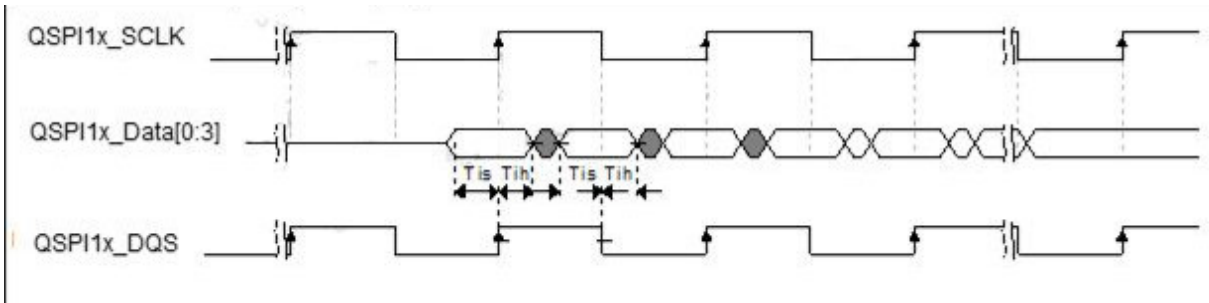 QSPI1x_SCLK
QSPI1x_Data[0:3]
Tis Tih Tis Tih
QSPI1x_DQS